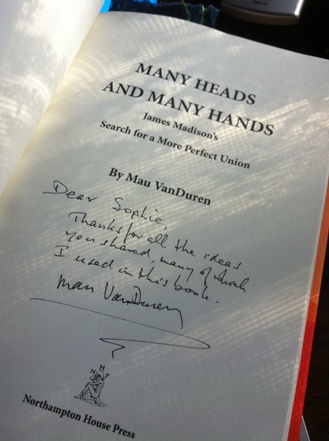 MANY HEADS
AND MANY HANDS
James Madison's
Search for a More Perfect Union
By Mau VanDuren
Dear Sophie,
Thanks for all the ideas
you shared, many of which
I used in this book.
Mau VanDuren
N H P
Northampton House Press